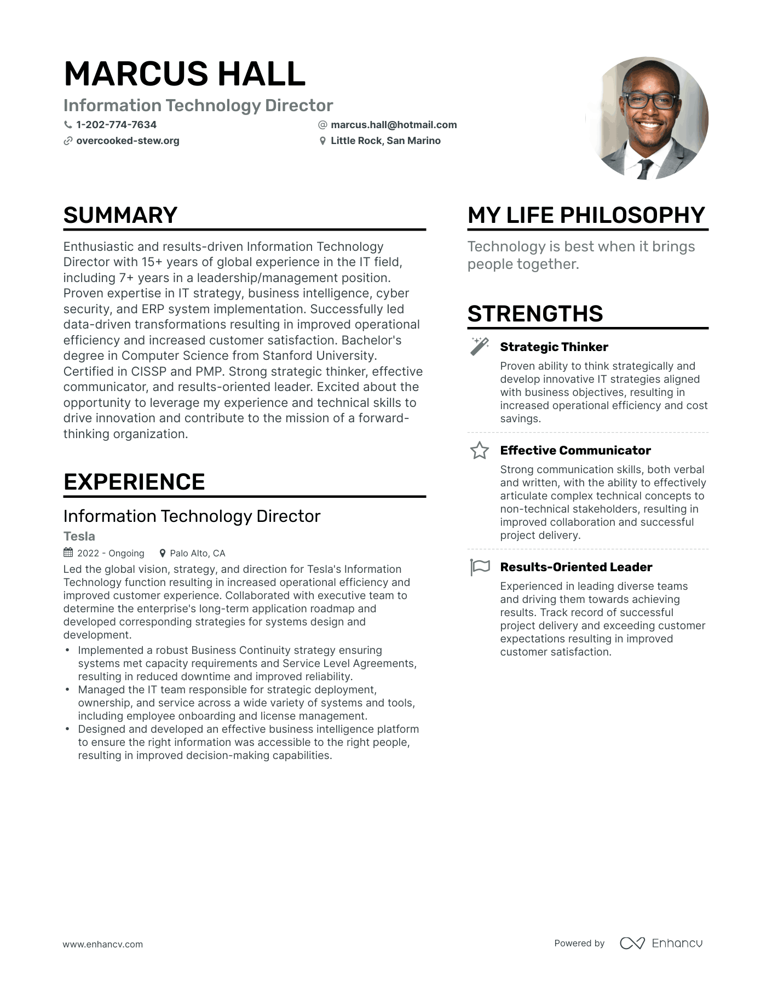 MARCUS HALL
Information Technology Director
1-202-774-7634
marcus.hall@hotmail.com
overcooked-stew.org
Little Rock, San Marino
SUMMARY
Enthusiastic and results-driven Information Technology
Director with 15+ years of global experience in the IT field,
including 7+ years in a leadership/management position.
Proven expertise in IT strategy, business intelligence, cyber
security, and ERP system implementation. Successfully led
data-driven transformations resulting in improved operational
efficiency and increased customer satisfaction. Bachelor's
degree in Computer Science from Stanford University.
Certified in CISSP and PMP. Strong strategic thinker, effective
communicator, and results-oriented leader. Excited about the
opportunity to leverage my experience and technical skills to
drive innovation and contribute to the mission of a forward-
thinking organization.
EXPERIENCE
Information Technology Director
Tesla
2022 - Ongoing
Palo Alto, CA
Led the global vision, strategy, and direction for Tesla's Information
Technology function resulting in increased operational efficiency and
improved customer experience. Collaborated with executive team to
determine the enterprise's long-term application roadmap and
developed corresponding strategies for systems design and
development.
• Implemented a robust Business Continuity strategy ensuring
systems met capacity requirements and Service Level Agreements,
resulting in reduced downtime and improved reliability.
• Managed the IT team responsible for strategic deployment,
ownership, and service across a wide variety of systems and tools,
including employee onboarding and license management.
• Designed and developed an effective business intelligence platform
to ensure the right information was accessible to the right people,
resulting in improved decision-making capabilities.
MY LIFE PHILOSOPHY
Technology is best when it brings
people together.
STRENGTHS
Strategic Thinker
Proven ability to think strategically and
develop innovative IT strategies aligned
with business objectives, resulting in
increased operational efficiency and cost
savings.
Effective Communicator
Strong communication skills, both verbal
and written, with the ability to effectively
articulate complex technical concepts to
non-technical stakeholders, resulting in
improved collaboration and successful
project delivery.
Results-Oriented Leader
Experienced in leading diverse teams
and driving them towards achieving
results. Track record of successful
project delivery and exceeding customer
expectations resulting in improved
customer satisfaction.
www.enhancv.com
Powered by
Enhancv